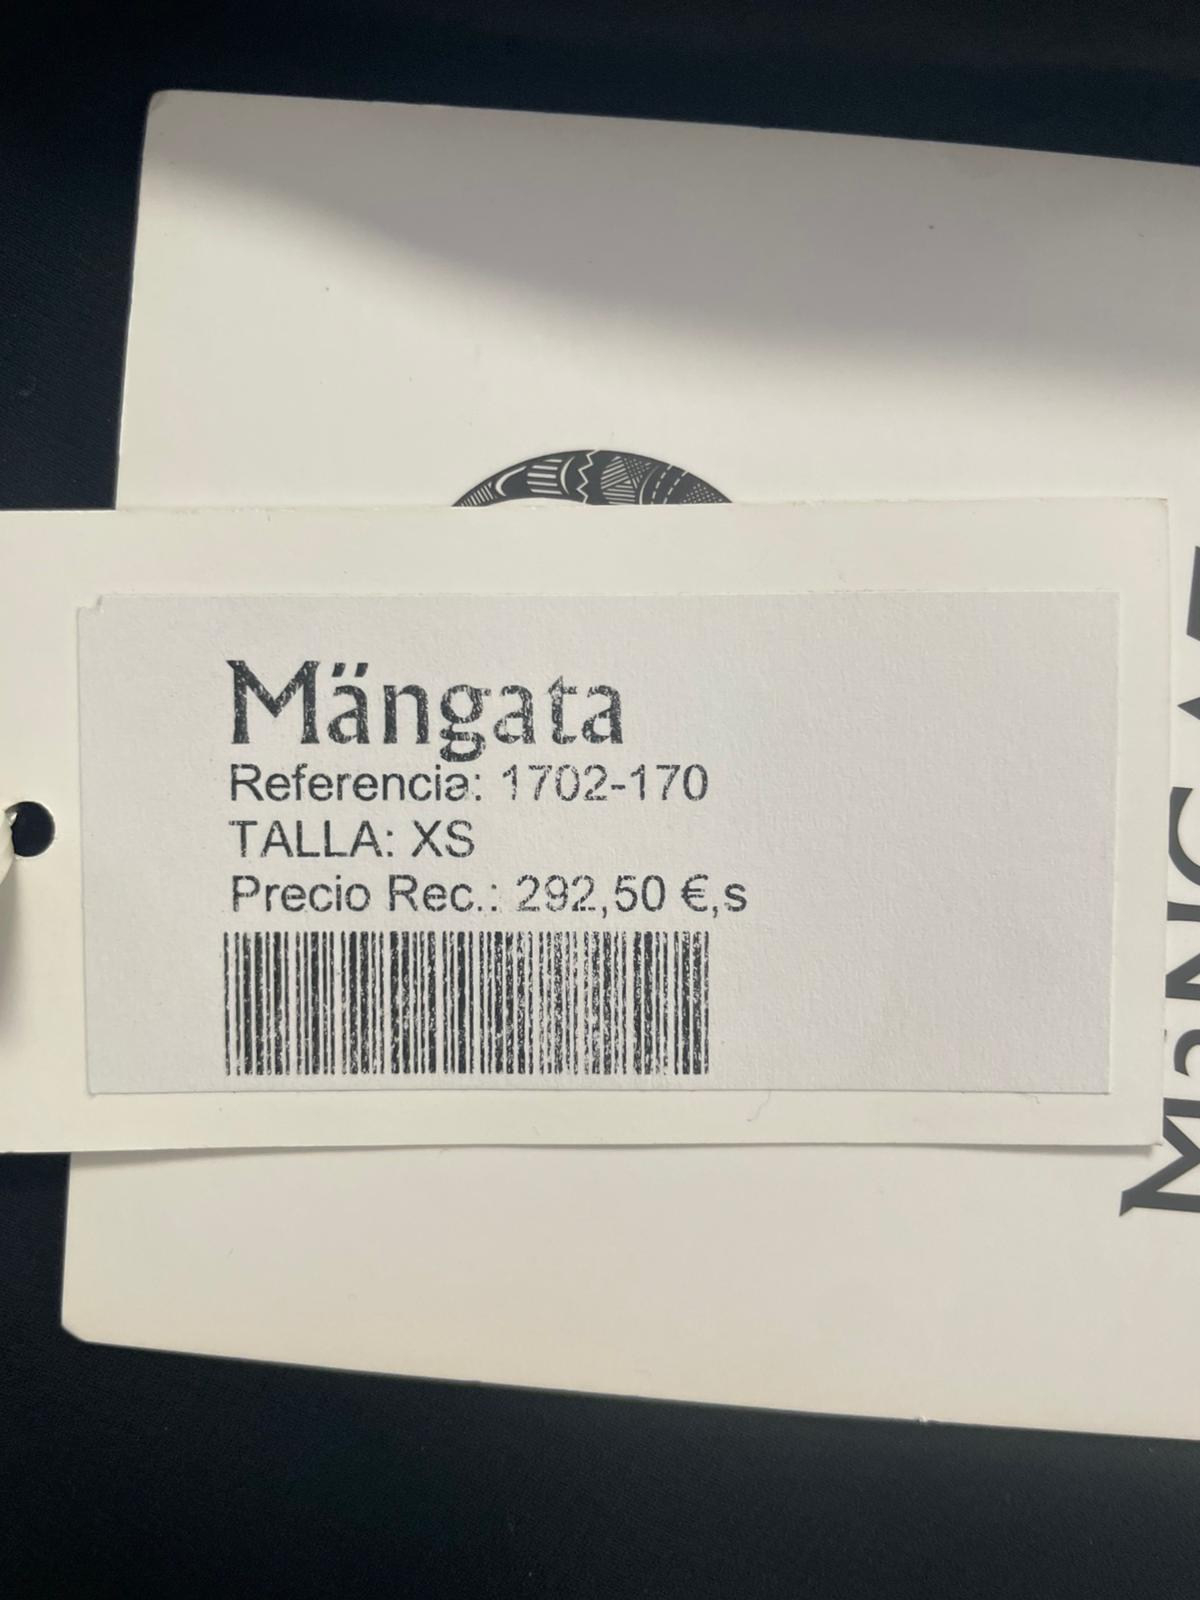 Mängata
Referencia: 1702-170
TALLA: XS
Precio Rec.: 292,50 €,s